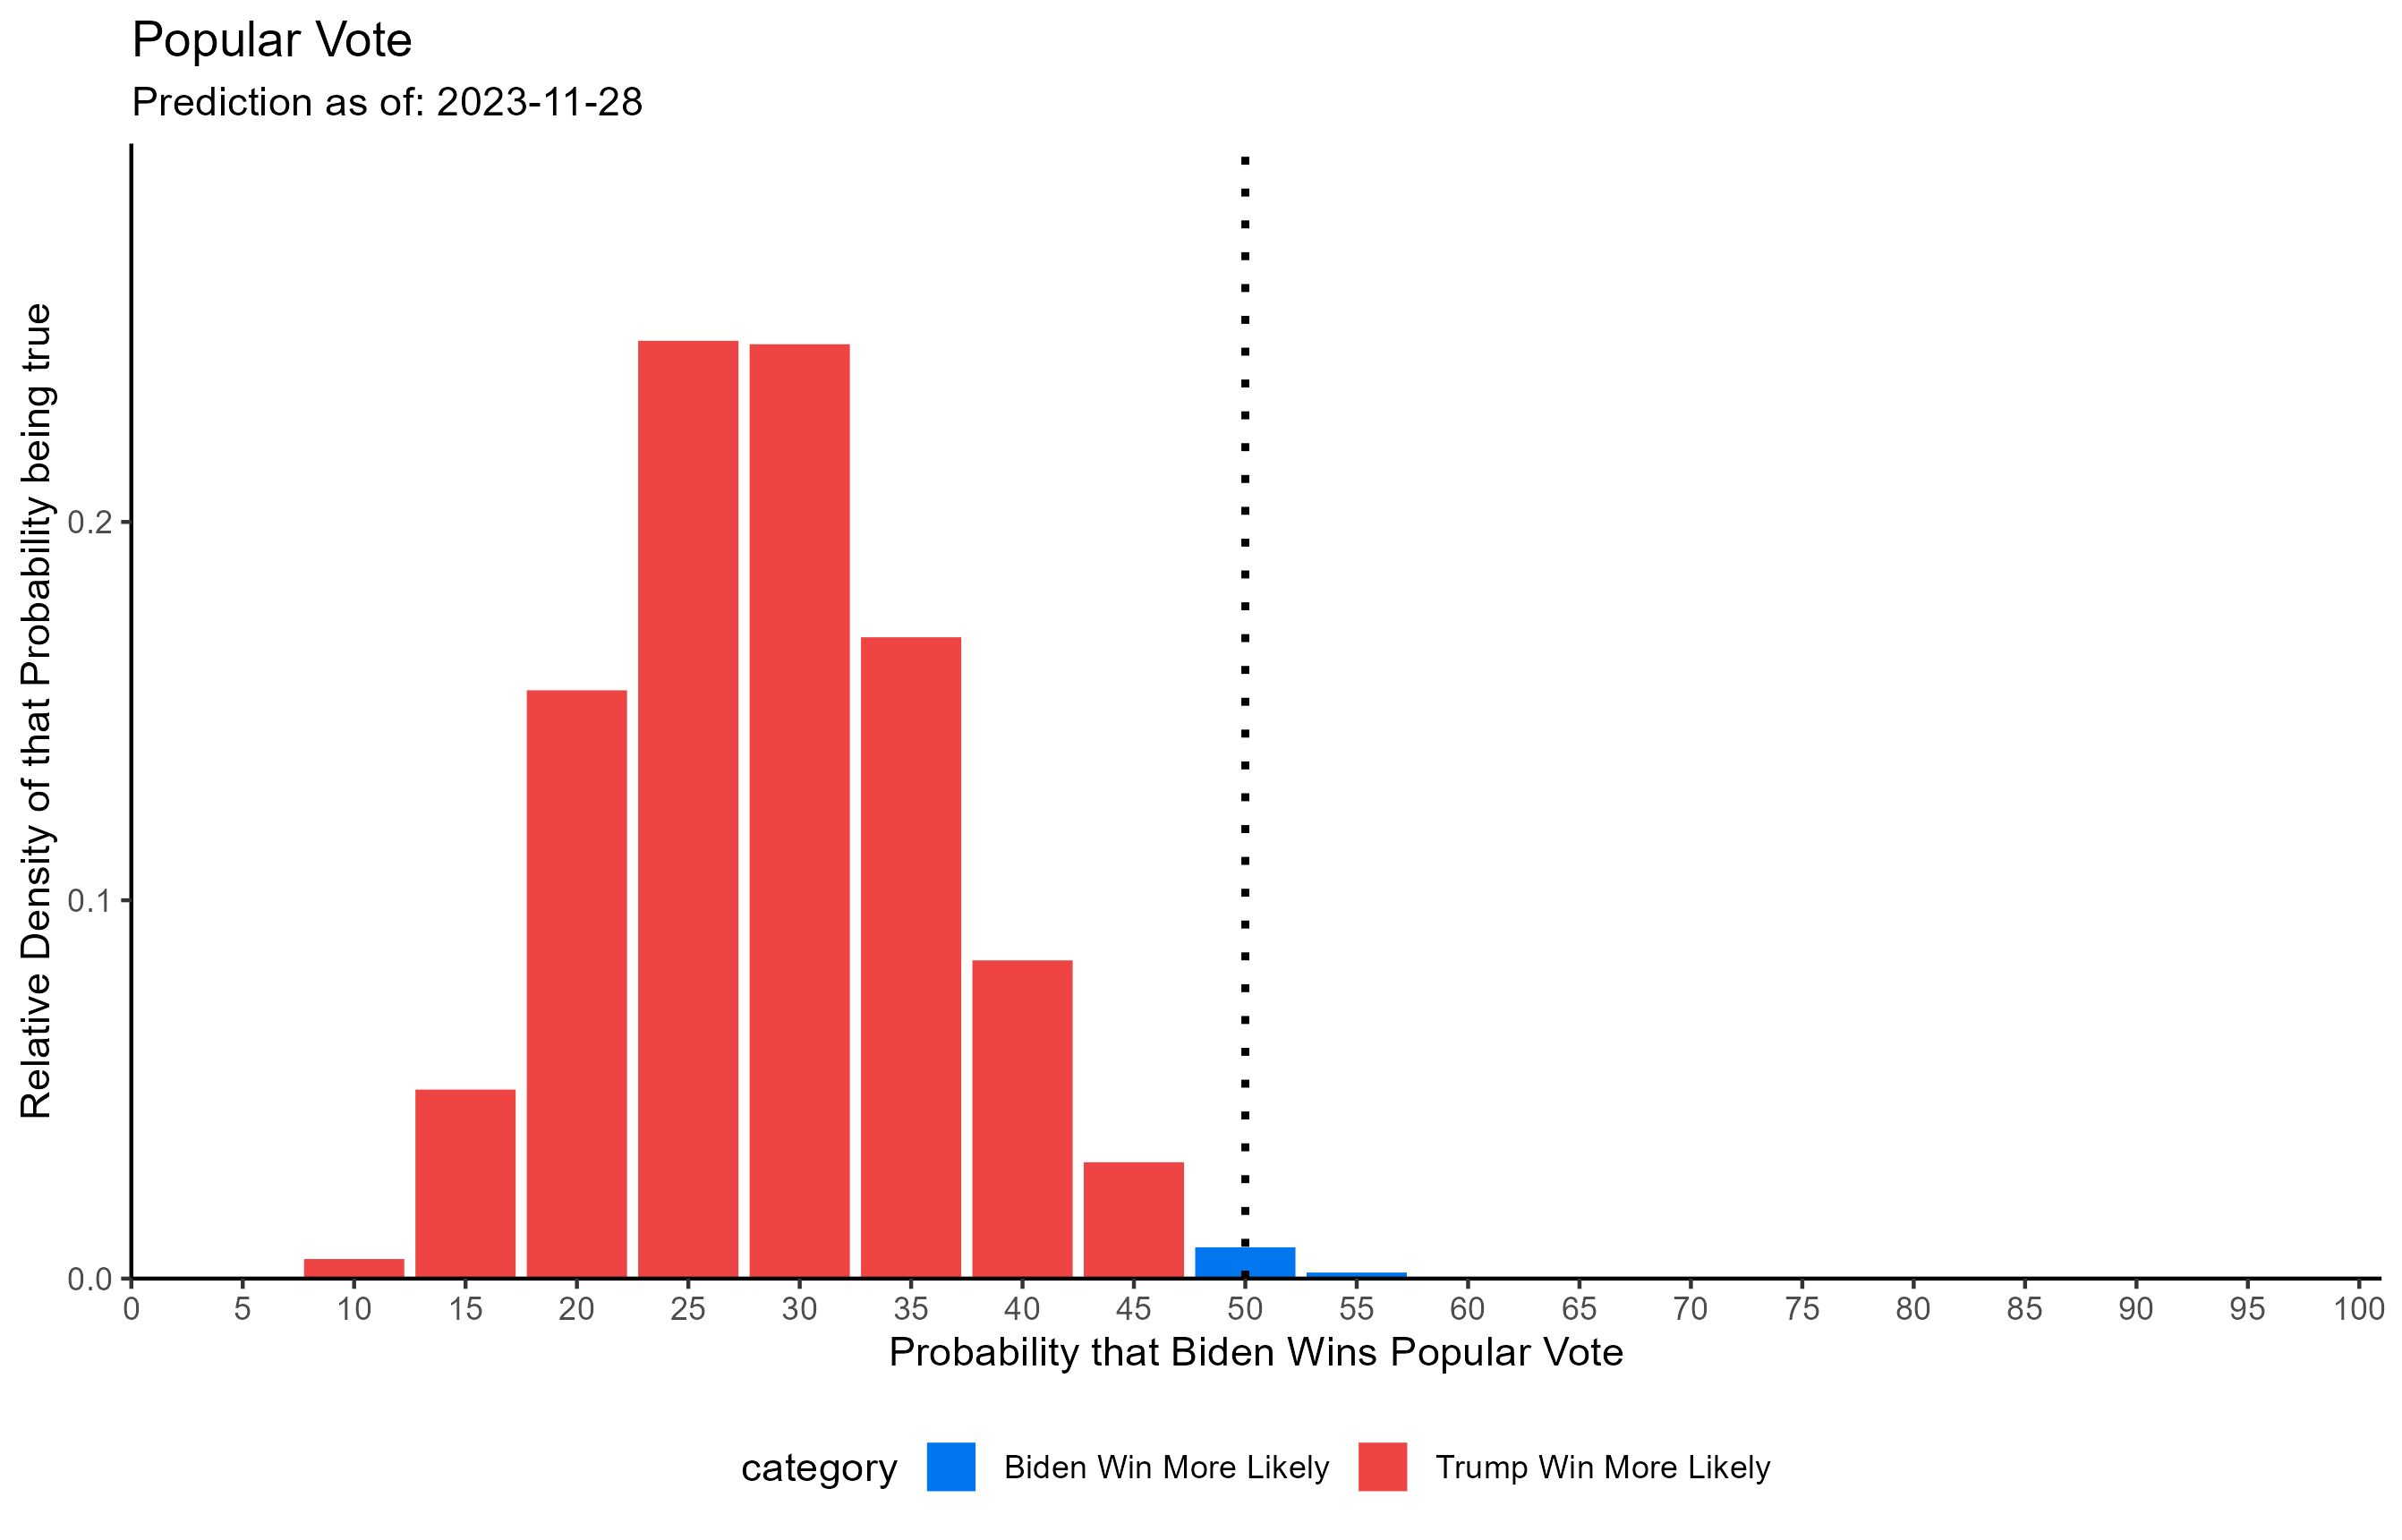 Popular Vote
Prediction as of: 2023-11-28
Relative Density of that Probability being true
0.2
0.1
0.0
0 5 10 15 20 25 30 35 40 45 50 55 60 65 70 75 80 85 90 95 100
Probability that Biden Wins Popular Vote
category Biden Win More Likely Trump Win More Likely